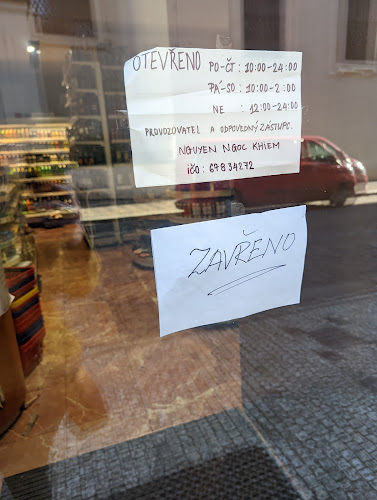 OTEVŘENO PO-ČT: 10:00-24:00
PÁ-SO: 10:00-2:00
NE: 12:00-24:00
PROVOZOVATEL A ODPOVEDNÝ ZÁSTUPC.
NGUYEN NGOC KHIEM
IČO: 67834272
ZAVŘENO